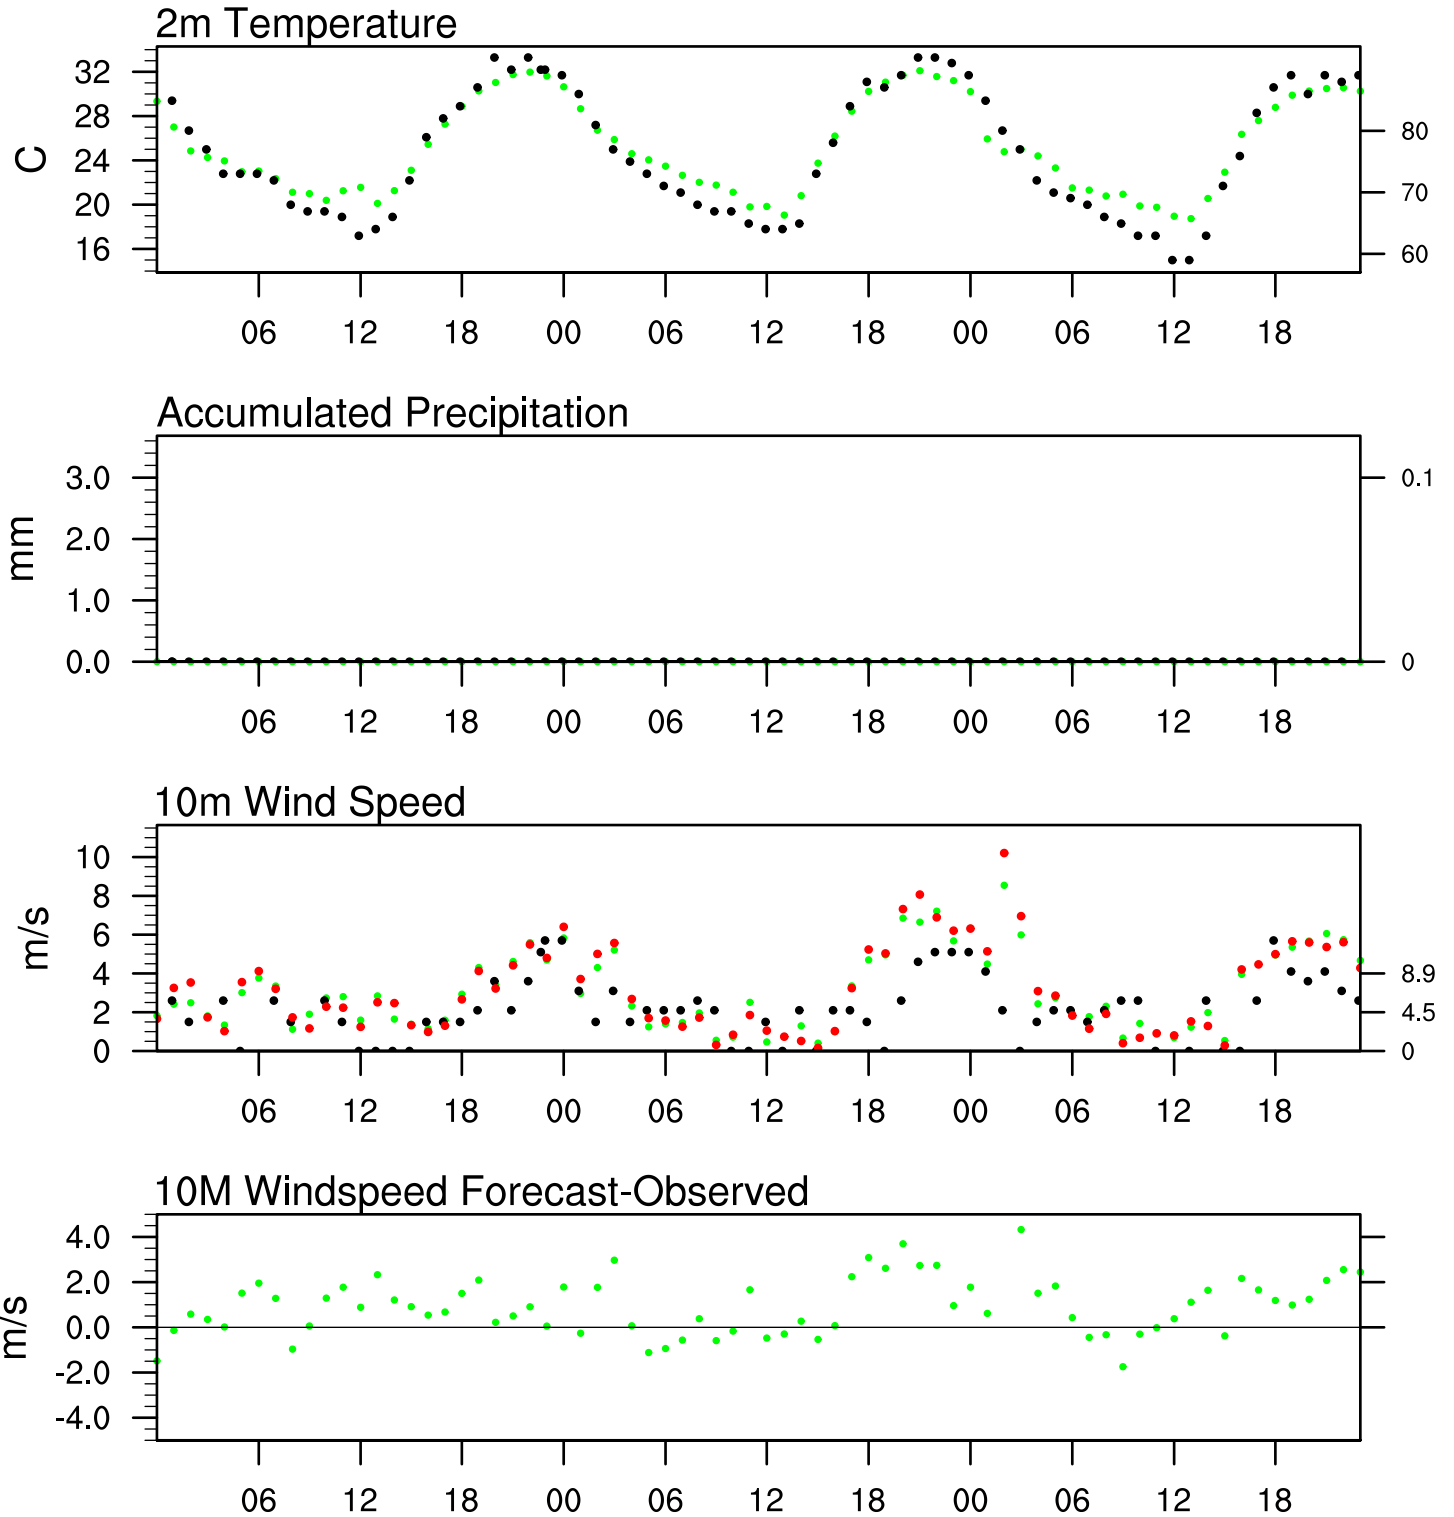 2m Temperature
32
28
24
20
16
C
80
70
60
06 12 18 00 06 12 18 00 06 12 18
Accumulated Precipitation
3.0
2.0
1.0
0.0
mm
0.1
0
06 12 18 00 06 12 18 00 06 12 18
10m Wind Speed
10
8
6
4
2
0
m/s
8.9
4.5
0
06 12 18 00 06 12 18 00 06 12 18
10M Windspeed Forecast-Observed
4.0
2.0
0.0
-2.0
-4.0
m/s
06 12 18 00 06 12 18 00 06 12 18